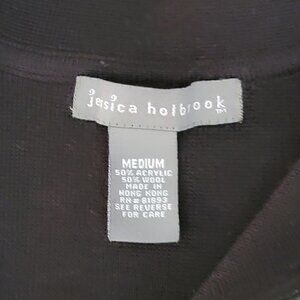 jessica holbrook TM
MEDIUM
50% ACRYLIC
50% WOOL
MADE IN
HONG KONG
RN# 81893
SEE REVERSE
FOR CARE